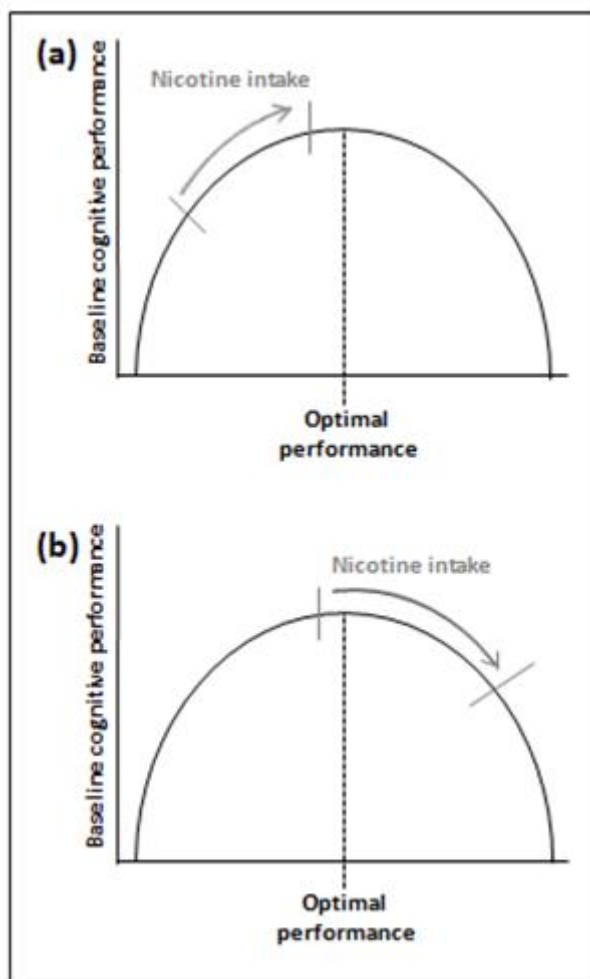 (a)
Nicotine intake
Baseline cognitive performance
Optimal
performance
(b)
Nicotine intake
Baseline cognitive performance
Optimal
performance